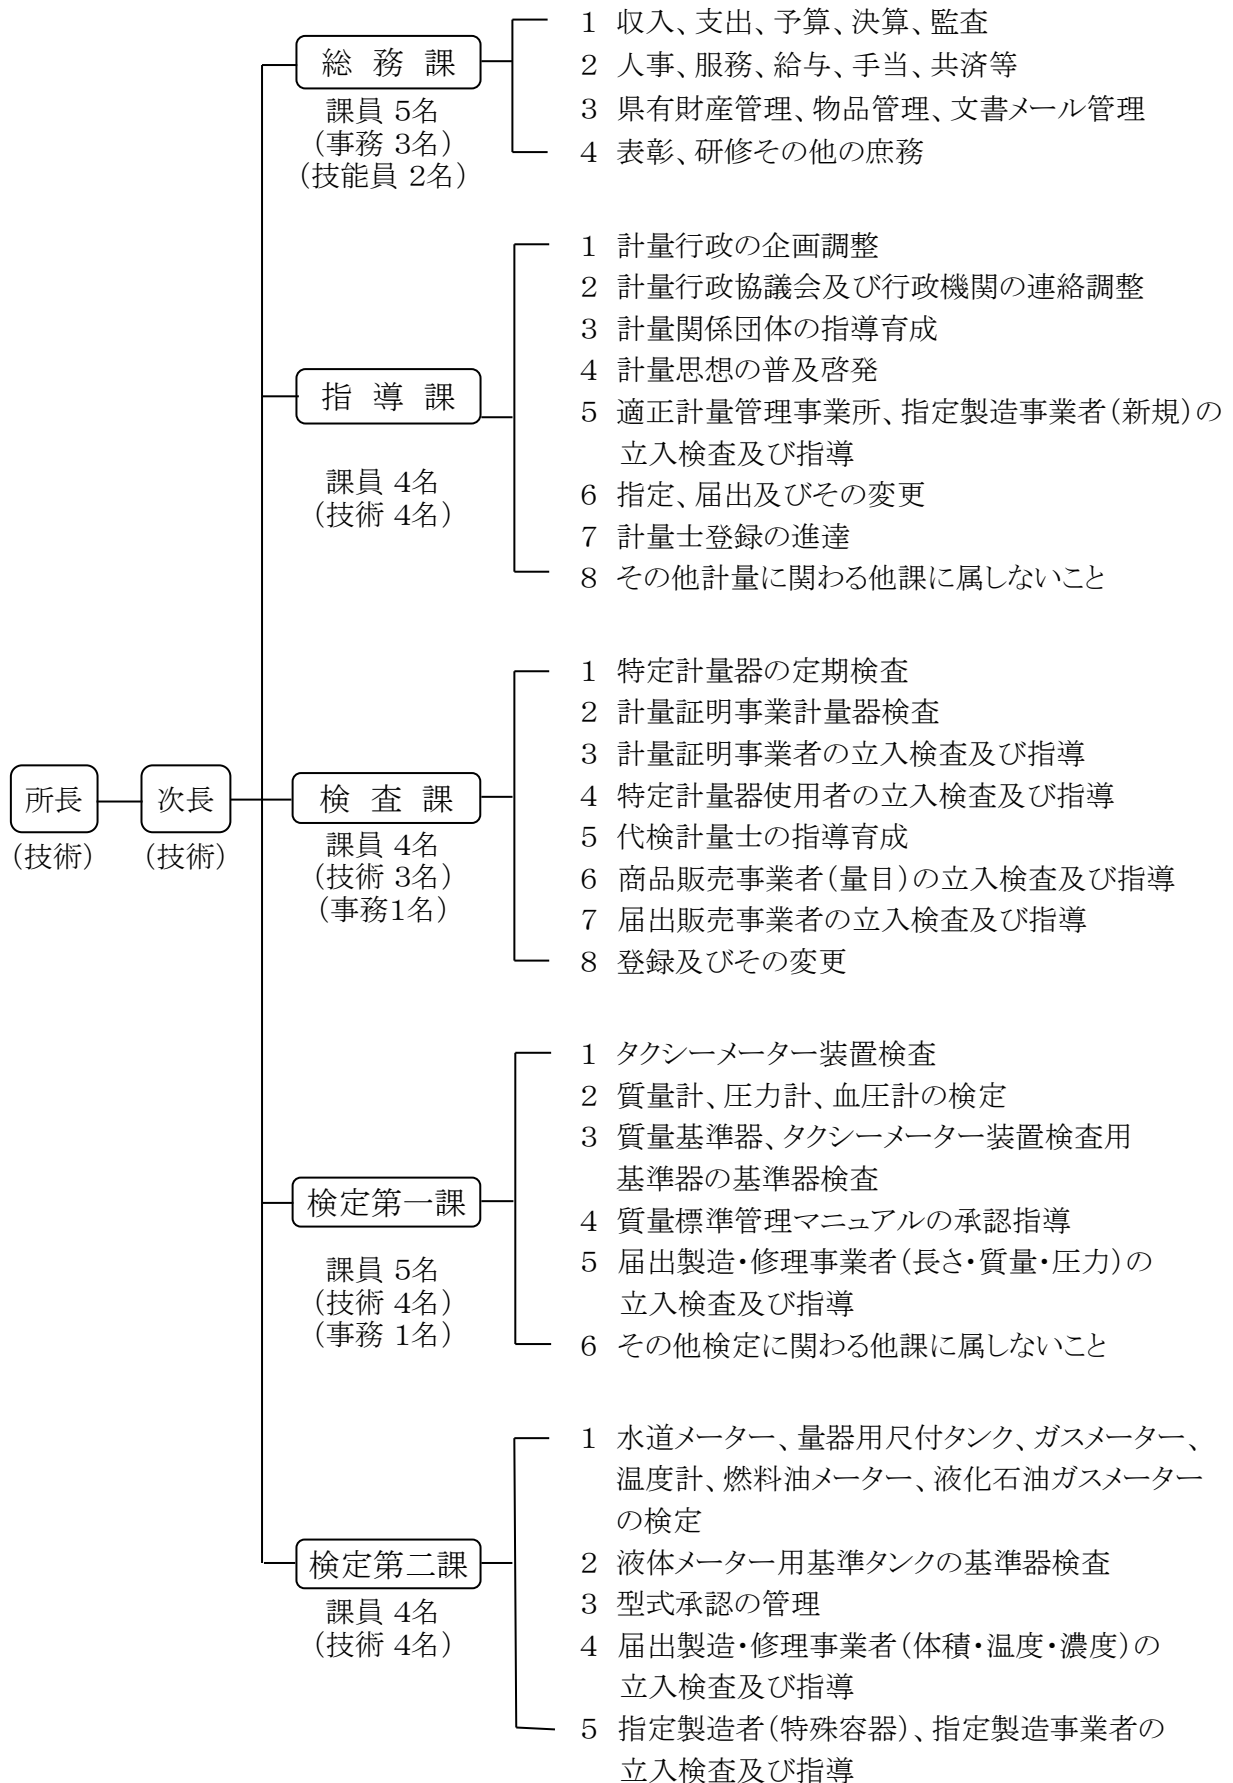 所長
(技術)
次長
(技術)
総務課
課員 5名
(事務 3名)
(技能員 2名)
1 収入、支出、予算、決算、監査
2 人事、服務、給与、手当、共済等
3 県有財産管理、物品管理、文書メール管理
4 表彰、研修その他の庶務
指導課
課員 4名
(技術 4名)
1 計量行政の企画調整
2 計量行政協議会及び行政機関の連絡調整
3 計量関係団体の指導育成
4 計量思想の普及啓発
5 適正計量管理事業所、指定製造事業者(新規)の
立入検査及び指導
6 指定、届出及びその変更
7 計量士登録の進達
8 その他計量に関わる他課に属しないこと
検査課
課員 4名
(技術 3名)
(事務1名)
1 特定計量器の定期検査
2 計量証明事業計量器検査
3 計量証明事業者の立入検査及び指導
4 特定計量器使用者の立入検査及び指導
5 代検計量士の指導育成
6 商品販売事業者(量目)の立入検査及び指導
7 届出販売事業者の立入検査及び指導
8 登録及びその変更
検定第一課
課員 5名
(技術 4名)
(事務 1名)
1 タクシーメーター装置検査
2 質量計、圧力計、血圧計の検定
3 質量基準器、タクシーメーター装置検査用
基準器の基準器検査
4 質量標準管理マニュアルの承認指導
5 届出製造・修理事業者(長さ・質量・圧力)の
立入検査及び指導
6 その他検定に関わる他課に属しないこと
検定第二課
課員 4名
(技術 4名)
1 水道メーター、量器用尺付タンク、ガスメーター、
温度計、燃料油メーター、液化石油ガスメーター
の検定
2 液体メーター用基準タンクの基準器検査
3 型式承認の管理
4 届出製造・修理事業者(体積・温度・濃度)の
立入検査及び指導
5 指定製造者(特殊容器)、指定製造事業者の
立入検査及び指導